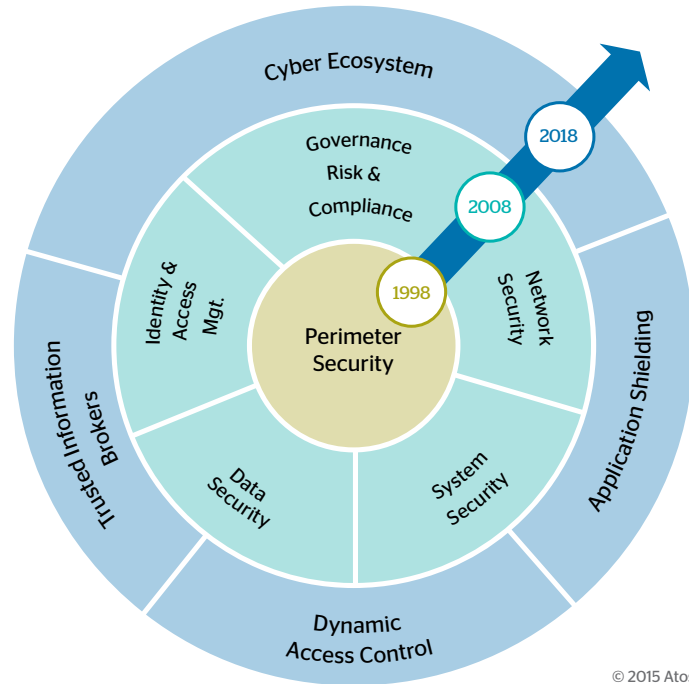 Cyber Ecosystem
2018
Governance
Risk &
Compliance
2008
Identity &
Access
Mgt.
1998
Network
Security
Perimeter
Security
Trusted Information
Brokers
Application Shielding
Data
Security
System
Security
Dynamic
Access Control
© 2015 Atos